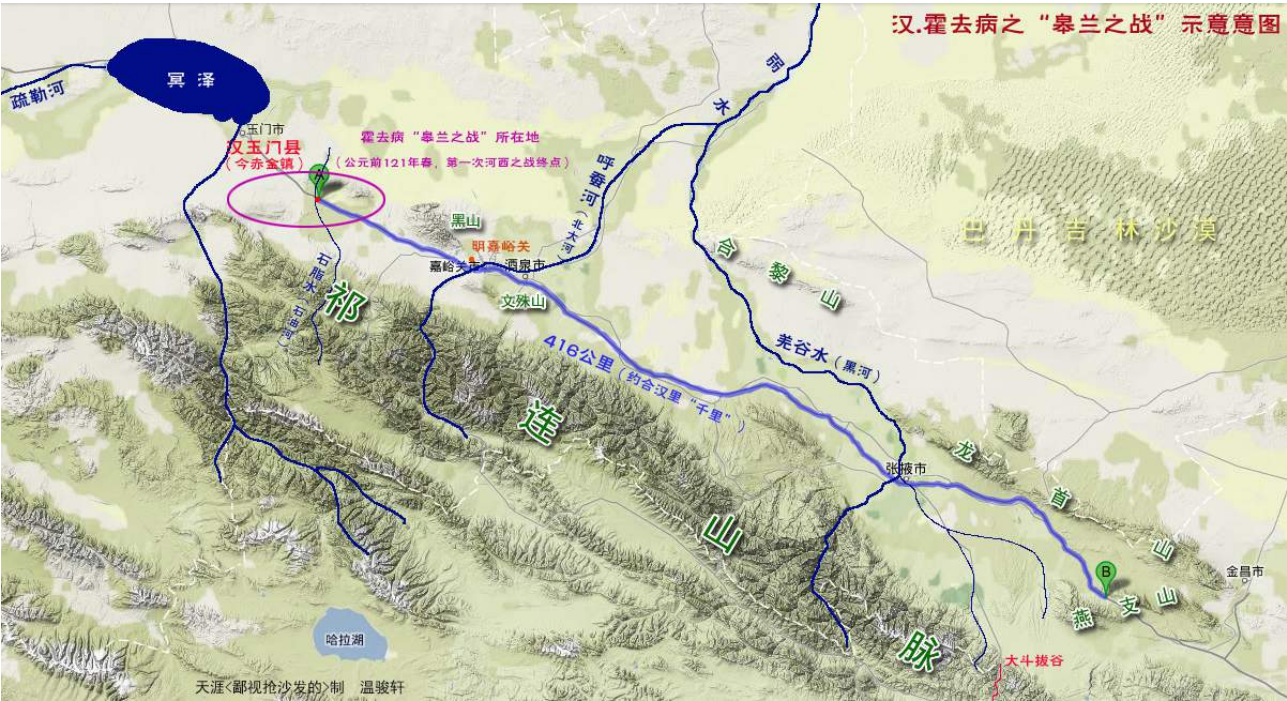 汉.霍去病之“皋兰之战”示意意图
弱水
冥泽
疏勒河
玉门市
汉玉门县
（今赤金镇）
霍去病“皋兰之战”所在地
（公元前121年春，第一次河西之战终点）
呼蚕河（北大河）
黑山
明嘉峪关
嘉峪关市
酒泉市
文殊山
石脂水（石油河）
合黎山
巴丹吉林沙漠
羌谷水（黑河）
416公里（约合汉里“千里”）
祁连山脉
张掖市
龙首山
金昌市
B
燕支山
大斗拔谷
哈拉湖
天涯<鄙视抢沙发的>制 温骏轩